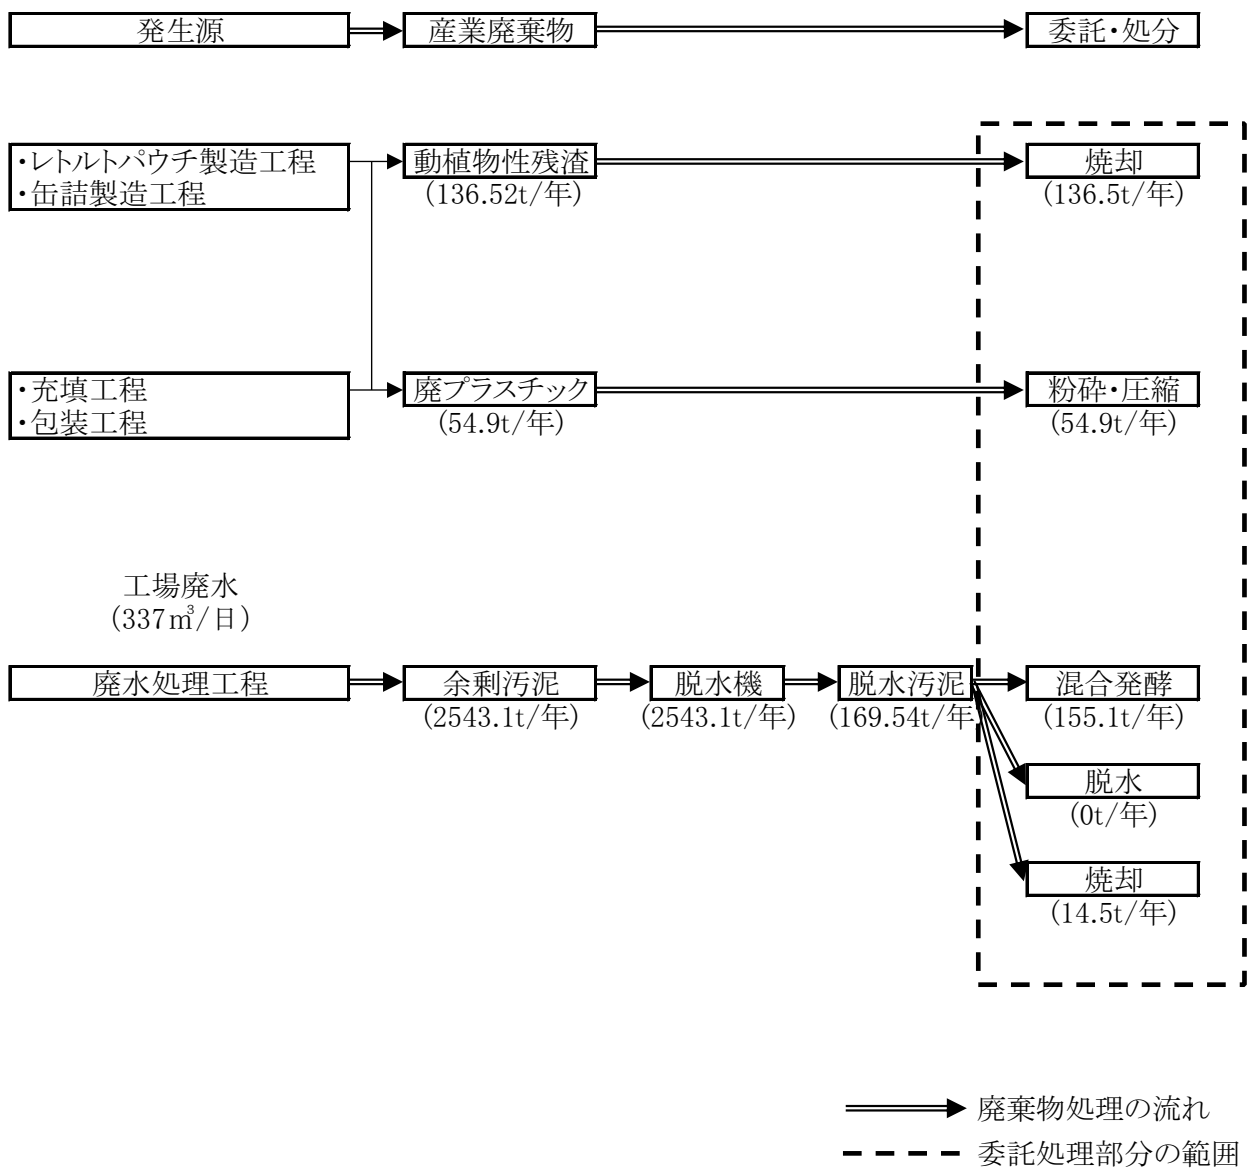 発生源
産業廃棄物
委託・処分
・レトルトパウチ製造工程
・缶詰製造工程
動植物性残渣
(136.52t/年)
焼却
(136.5t/年)
・充填工程
・包装工程
廃プラスチック
(54.9t/年)
粉砕・圧縮
(54.9t/年)
工場廃水
(337㎥/日)
廃水処理工程
余剰汚泥
(2543.1t/年)
脱水機
(2543.1t/年)
脱水汚泥
(169.54t/年
混合発酵
(155.1t/年)
脱水
(0t/年)
焼却
(14.5t/年)
廃棄物処理の流れ
委託処理部分の範囲